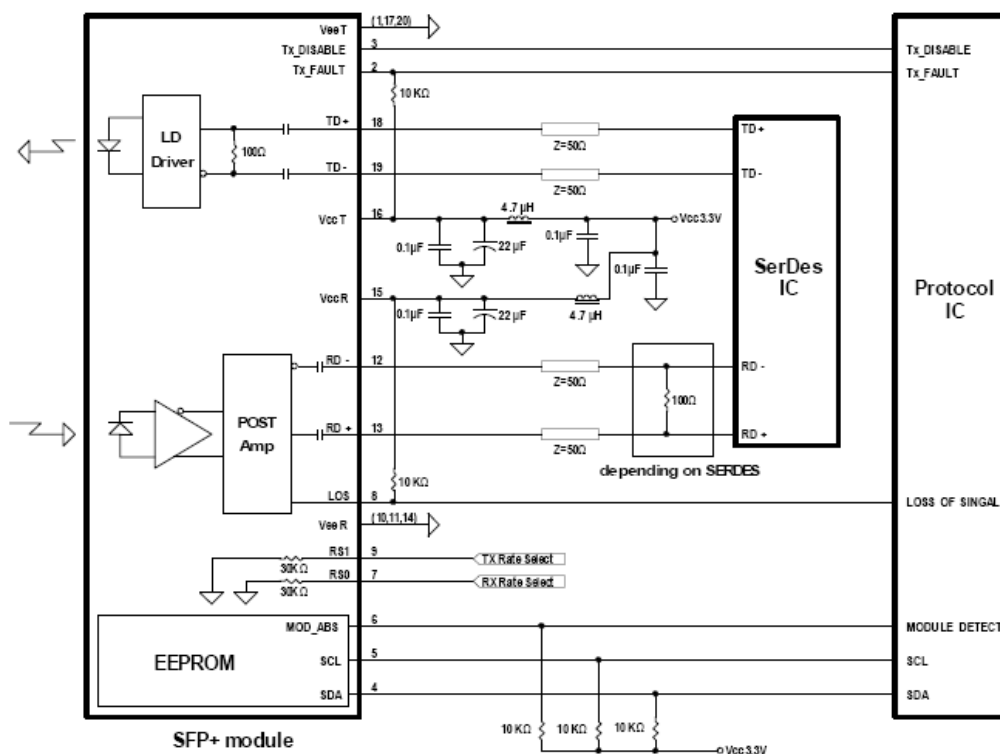 VeeT (1,17,20)
Tx_DISABLE 3 Tx_DISABLE
Tx_FAULT 2 Tx_FAULT
10 KΩ
LD Driver
100Ω
TD+ 18 TD+
Z=50Ω
TD- 19 TD-
Z=50Ω
VccT 16
4.7 µH
Vcc3.3V
0.1µF
22 µF
0.1µF
0.1µF
SerDes IC
Protocol IC
VccR 15
0.1µF
22 µF
4.7 µH
RD - 12 RD -
Z=50Ω
100Ω
POST Amp
RD + 13 RD +
Z=50Ω
depending on SERDES
10 KΩ
LOS 8 LOSS OF SINGAL
VeeR (10,11,14)
RS1 9 TX Rate Select
30KΩ
RS0 7 RX Rate Select
30KΩ
MOD_ABS 6 MODULE DETECT
EEPROM
SCL 5 SCL
SDA 4 SDA
10 KΩ 10 KΩ 10 KΩ
Vcc3.3V
SFP+ module